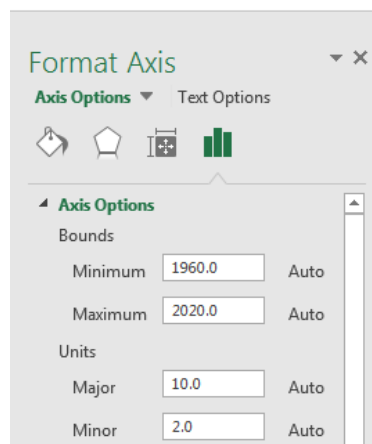 Format Axis
Axis Options Text Options
Axis Options
Bounds
Minimum 1960.0 Auto
Maximum 2020.0 Auto
Units
Major 10.0 Auto
Minor 2.0 Auto